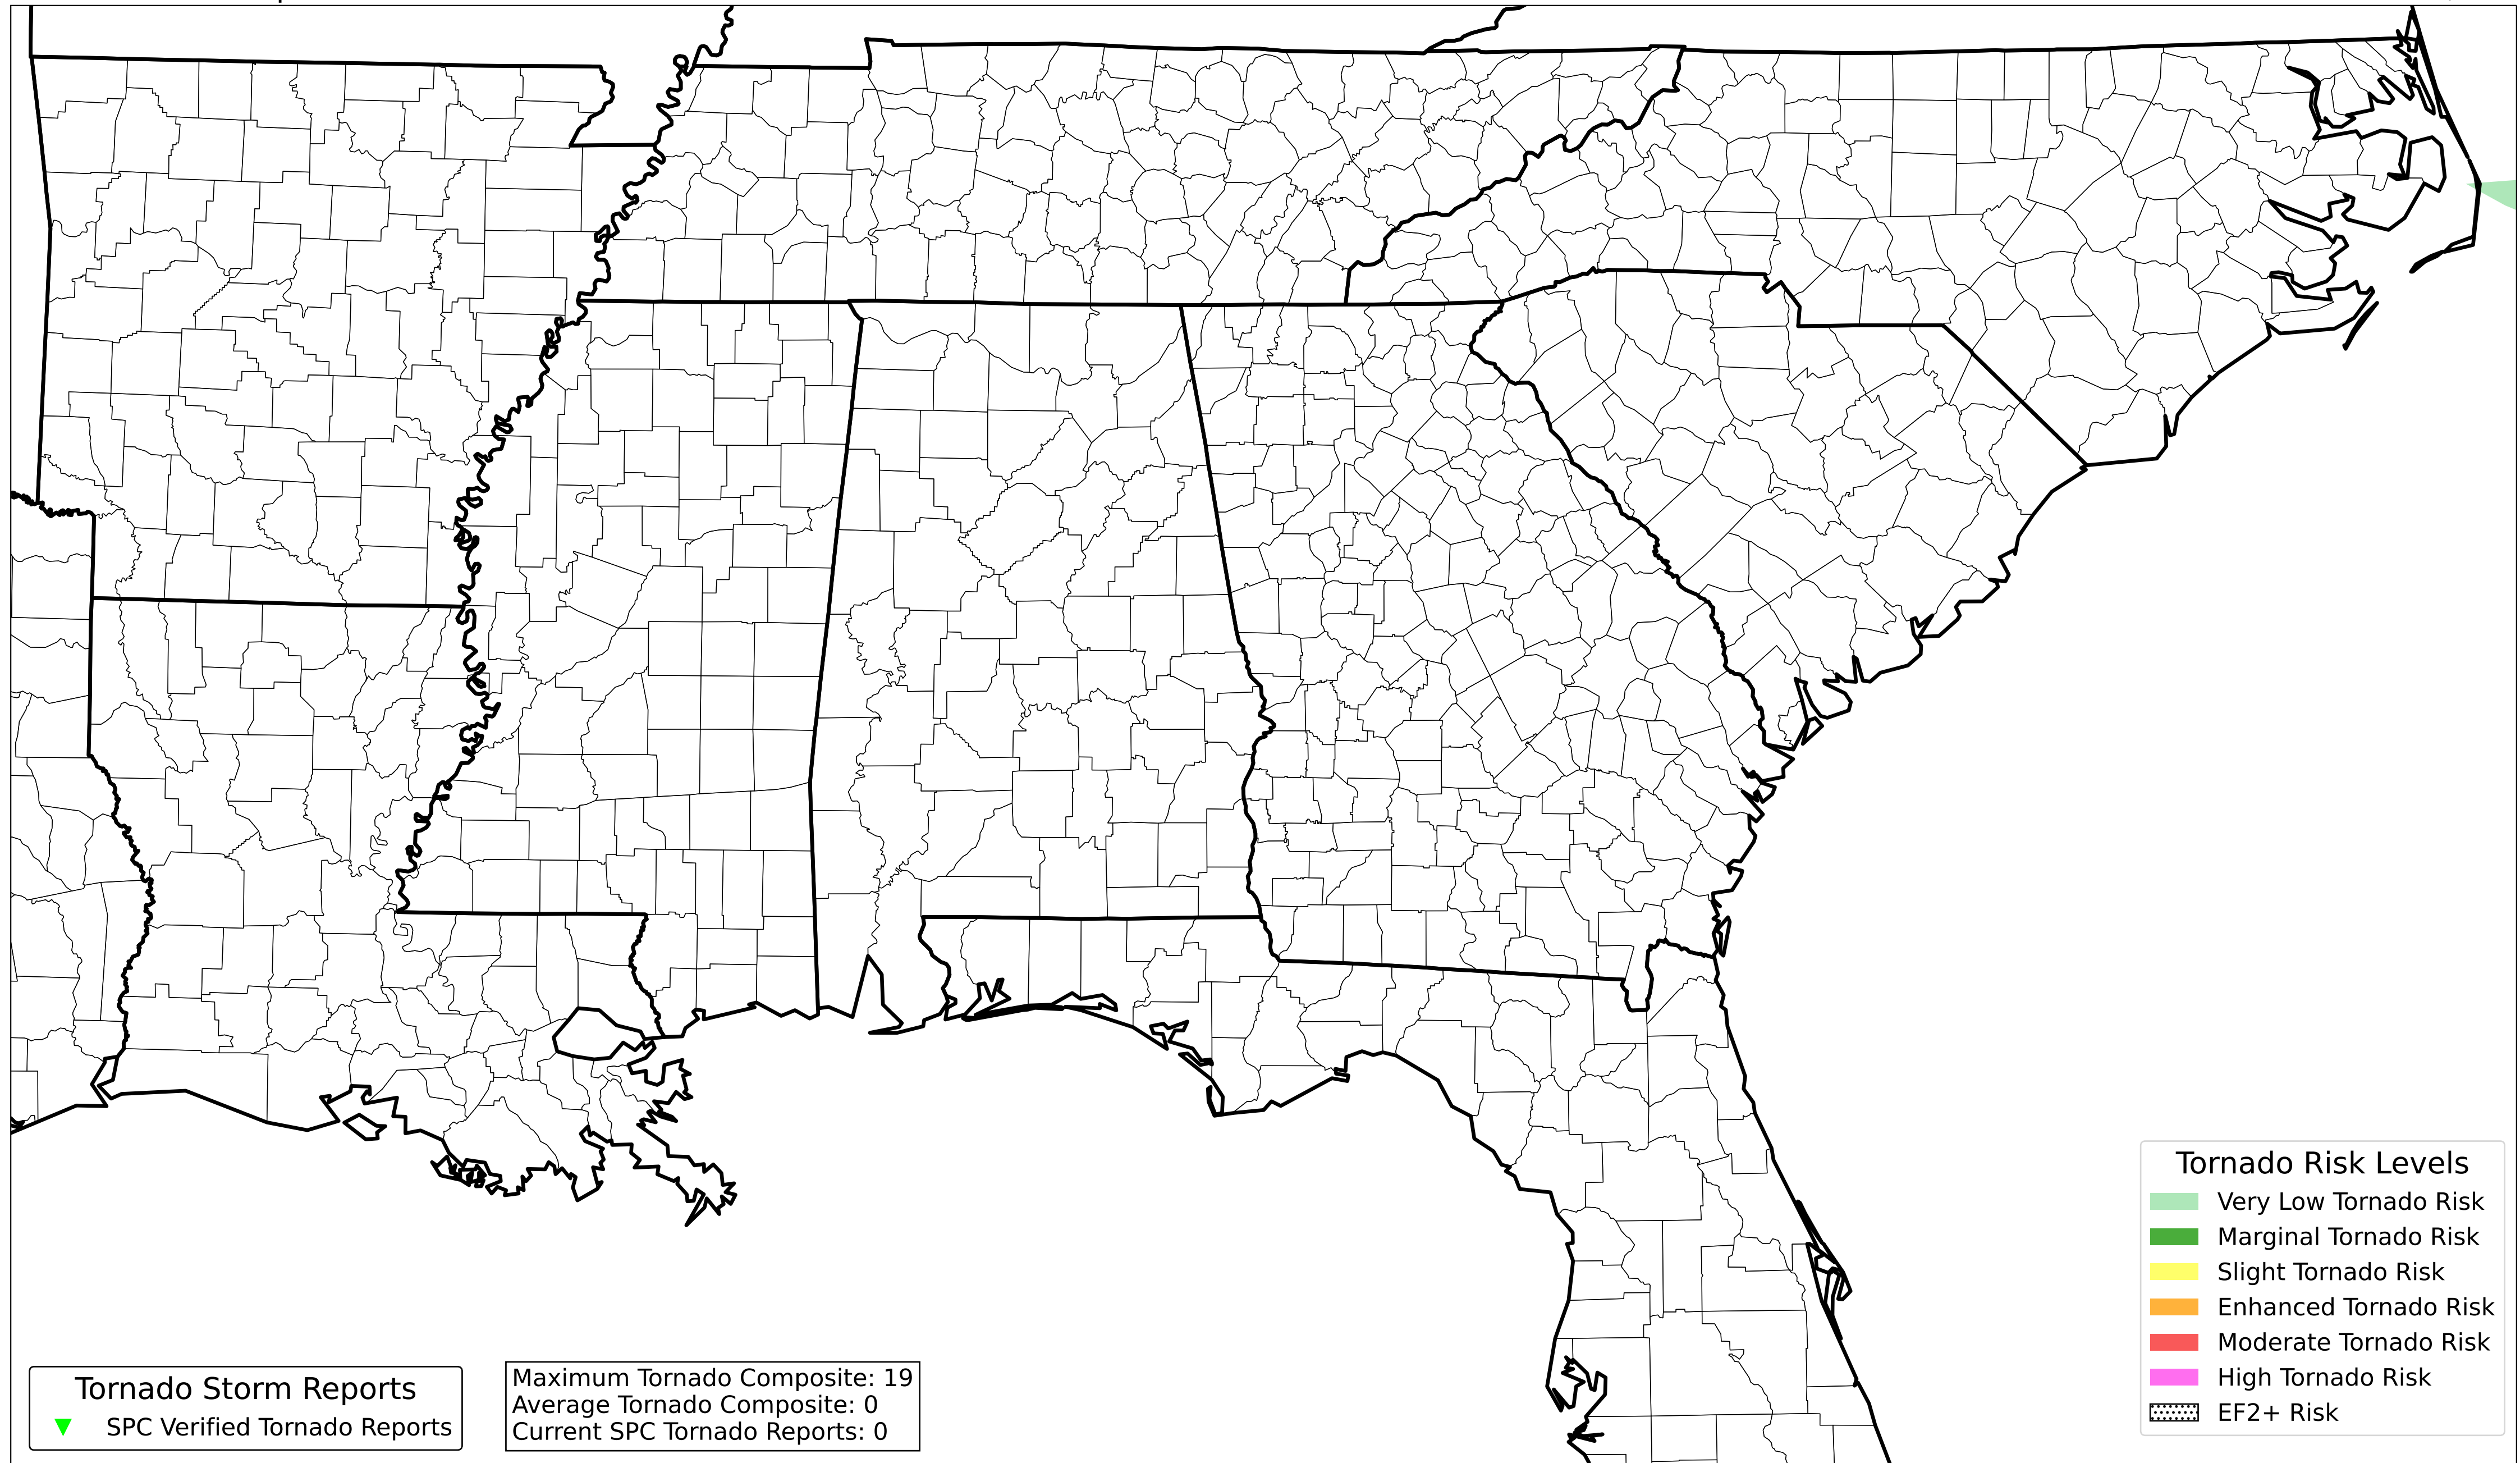 Tornado Storm Reports
SPC Verified Tornado Reports
Maximum Tornado Composite: 19
Average Tornado Composite: 0
Current SPC Tornado Reports: 0
Tornado Risk Levels
Very Low Tornado Risk
Marginal Tornado Risk
Slight Tornado Risk
Enhanced Tornado Risk
Moderate Tornado Risk
High Tornado Risk
EF2+ Risk